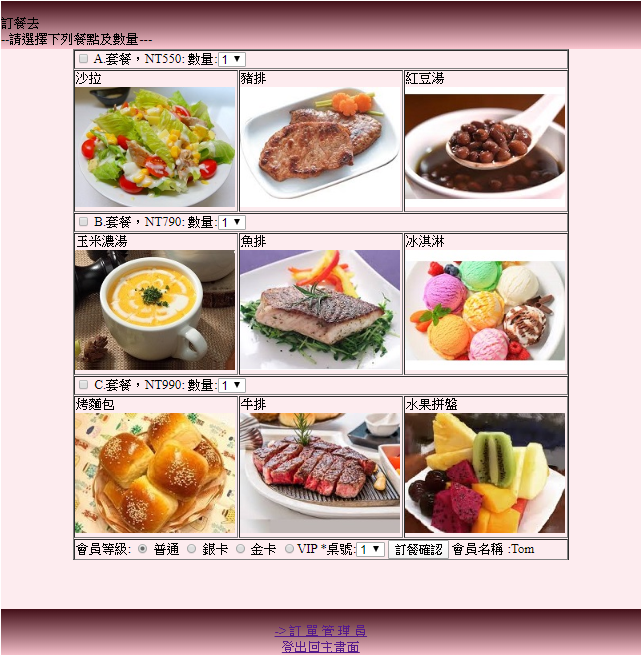 訂餐去
--請選擇下列餐點及數量---
A.套餐，NT550: 數量: 1
沙拉 豬排 紅豆湯
B.套餐，NT790: 數量: 1
玉米濃湯 魚排 冰淇淋
C.套餐，NT990: 數量: 1
烤麵包 牛排 水果拼盤
會員等級: 普通 銀卡 金卡 VIP *桌號: 1 訂餐確認 會員名稱 :Tom
-> 訂 單 管 理 員
登出回主畫面